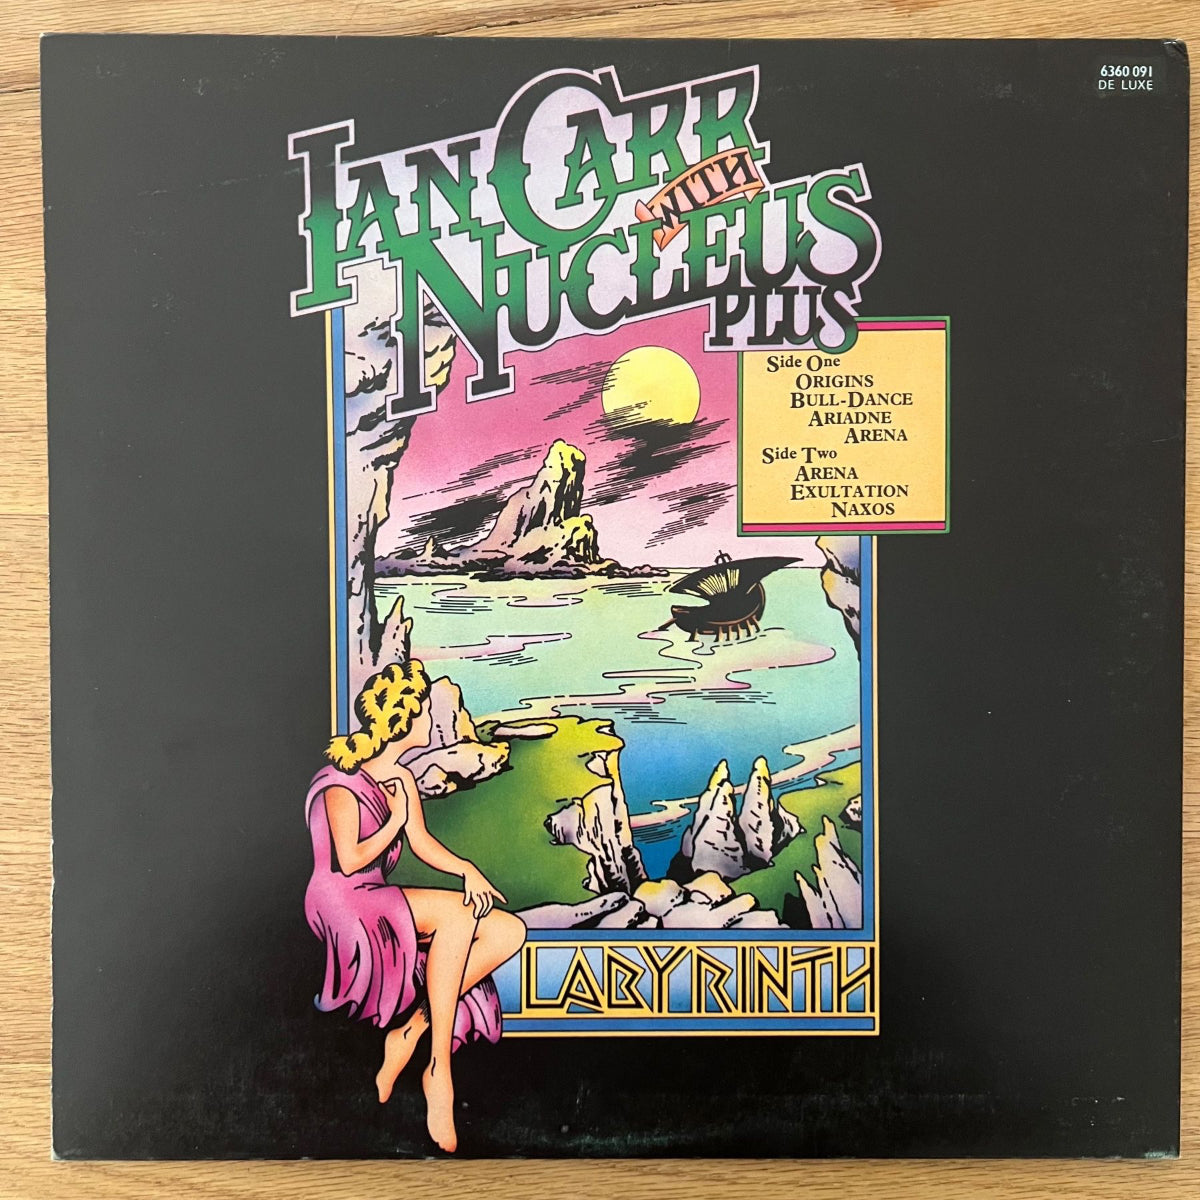 6360 091
DE LUXE
IAN CARR
WITH
NUCLEUS
PLUS
Side One
ORIGINS
BULL-DANCE
ARIADNE
ARENA
Side Two
ARENA
EXULTATION
NAXOS
LABYRINTH